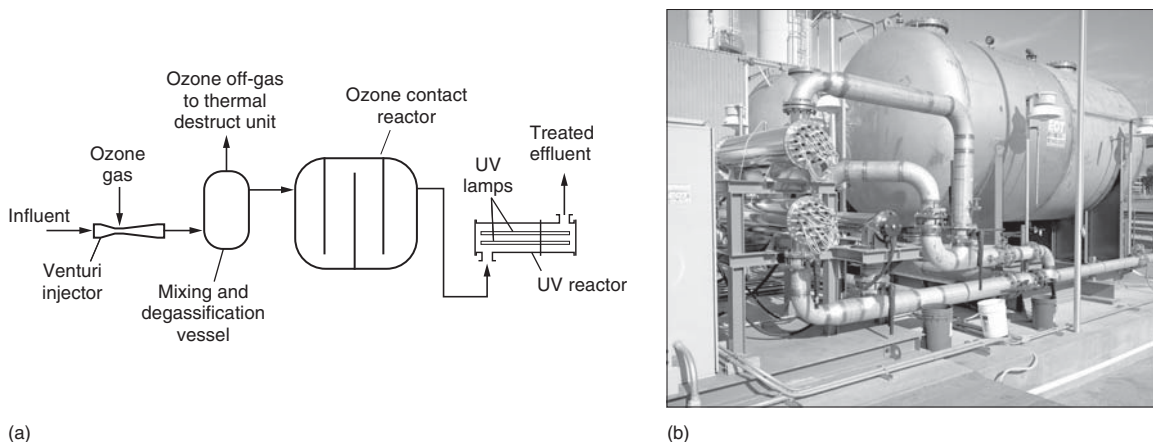 (a)
Ozone off-gas
to thermal
destruct unit
Ozone contact
reactor
Treated
effluent
Ozone
gas
UV
lamps
Influent
Venturi
injector
Mixing and
degassification
vessel
UV reactor
(b)
EOT